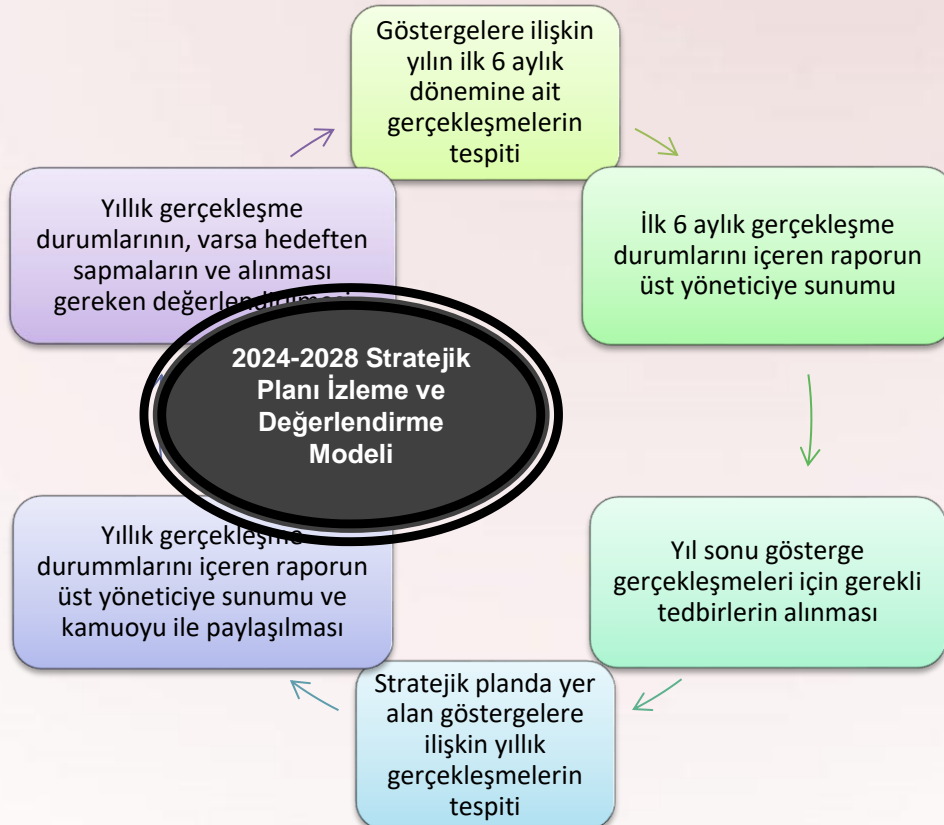 Göstergelere ilişkin
yılın ilk 6 aylık
dönemine ait
gerçekleşmelerin
tespiti
İlk 6 aylık gerçekleşme
durumlarını içeren raporun
üst yöneticiye sunumu
Yıl sonu gösterge
gerçekleşmeleri için gerekli
tedbirlerin alınması
Stratejik planda yer
alan göstergelere
ilişkin yıllık
gerçekleşmelerin
tespiti
Yıllık gerçekleşme
durummlarını içeren raporun
üst yöneticiye sunumu ve
kamuoyu ile paylaşılması
Yıllık gerçekleşme
durumlarının, varsa hedeften
sapmaların ve alınması
gereken
2024-2028 Stratejik
Planı İzleme ve
Değerlendirme
Modeli